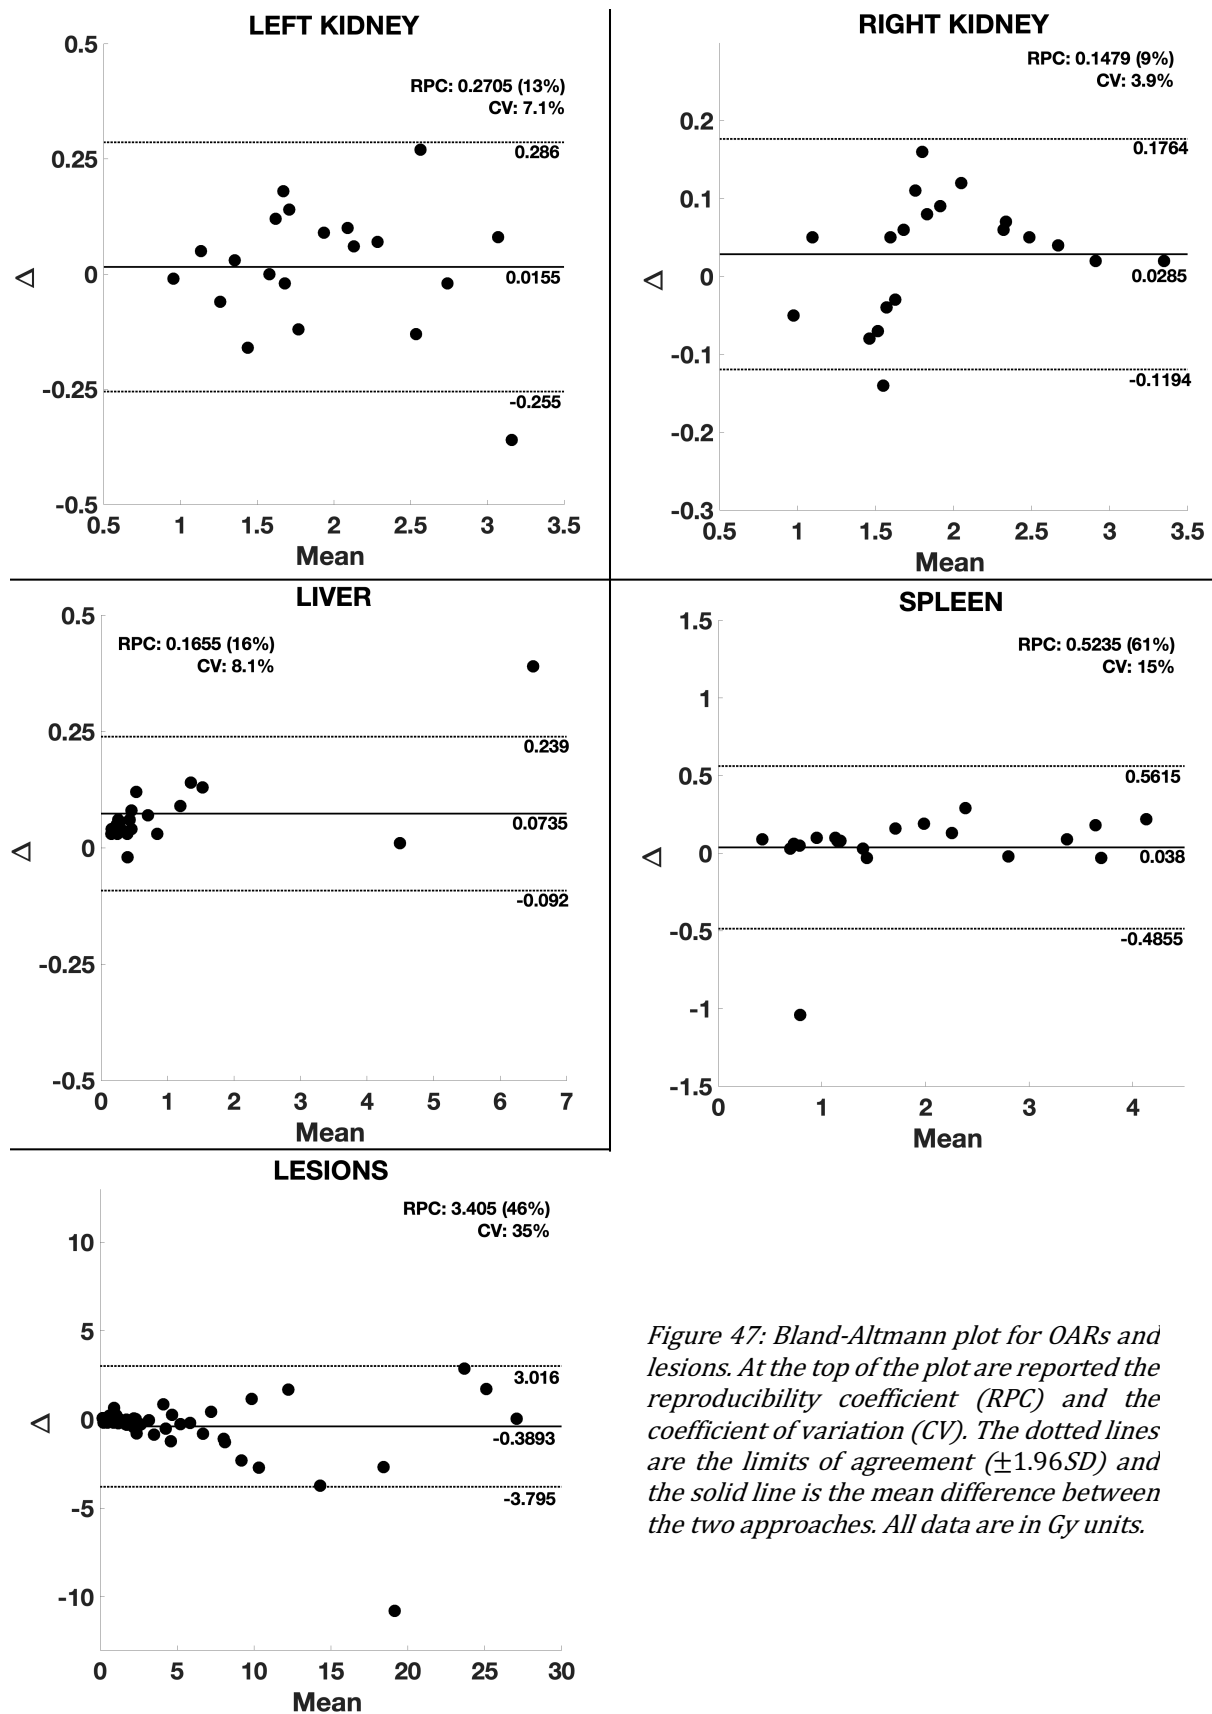 LEFT KIDNEY
RPC: 0.2705 (13%)
CV: 7.1%
0.5
0.25
0
-0.25
-0.5
0.286
0.0155
-0.255
Δ
0.5 1 1.5 2 2.5 3 3.5
Mean
RIGHT KIDNEY
RPC: 0.1479 (9%)
CV: 3.9%
0.2
0.1
0
-0.1
-0.2
-0.3
0.1764
0.0285
-0.1194
Δ
0.5 1 1.5 2 2.5 3 3.5
Mean
LIVER
RPC: 0.1655 (16%)
CV: 8.1%
0.5
0.25
0
-0.25
-0.5
0.239
0.0735
-0.092
Δ
0 1 2 3 4 5 6 7
Mean
SPLEEN
RPC: 0.5235 (61%)
CV: 15%
1.5
1
0.5
0
-0.5
-1
-1.5
0.5615
0.038
-0.4855
Δ
0 1 2 3 4
Mean
LESIONS
RPC: 3.405 (46%)
CV: 35%
10
5
0
-5
-10
3.016
-0.3893
-3.795
Δ
0 5 10 15 20 25 30
Mean
Figure 47: Bland-Altmann plot for OARs and
lesions. At the top of the plot are reported the
reproducibility coefficient (RPC) and the
coefficient of variation (CV). The dotted lines
are the limits of agreement (±1.96SD) and
the solid line is the mean difference between
the two approaches. All data are in Gy units.